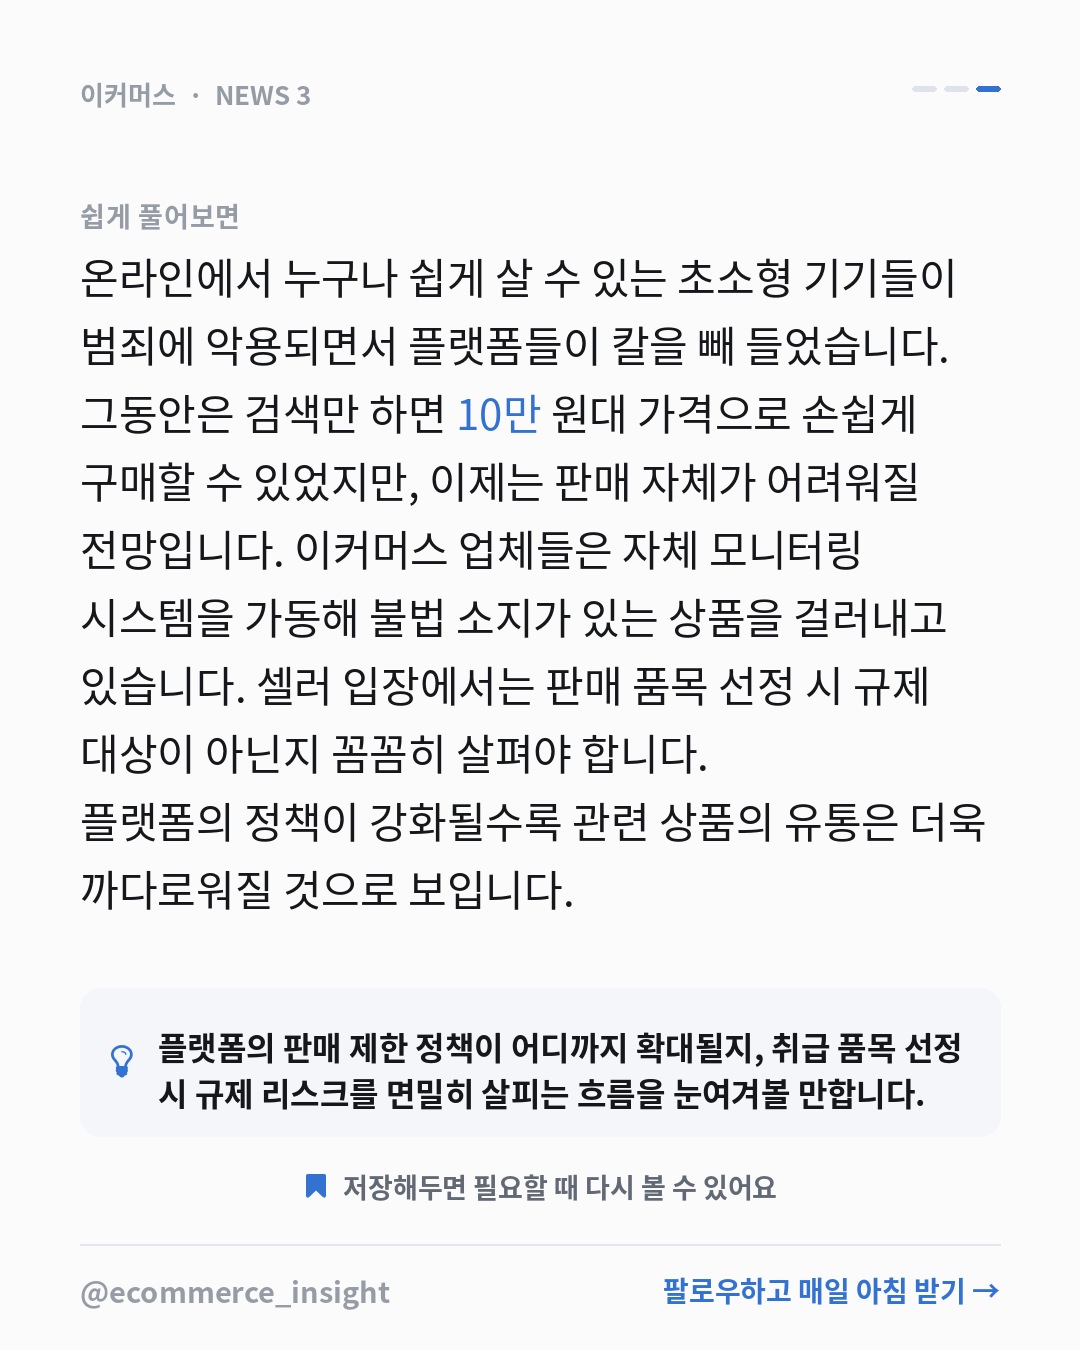 이커머스 · NEWS 3
쉽게 풀어보면
온라인에서 누구나 쉽게 살 수 있는 초소형 기기들이
범죄에 악용되면서 플랫폼들이 칼을 빼 들었습니다.
그동안은 검색만 하면 10만 원대 가격으로 손쉽게
구매할 수 있었지만, 이제는 판매 자체가 어려워질
전망입니다. 이커머스 업체들은 자체 모니터링
시스템을 가동해 불법 소지가 있는 상품을 걸러내고
있습니다. 셀러 입장에서는 판매 품목 선정 시 규제
대상이 아닌지 꼼꼼히 살펴야 합니다.
플랫폼의 정책이 강화될수록 관련 상품의 유통은 더욱
까다로워질 것으로 보입니다.
플랫폼의 판매 제한 정책이 어디까지 확대될지, 취급 품목 선정
시 규제 리스크를 면밀히 살피는 흐름을 눈여겨볼 만합니다.
저장해두면 필요할 때 다시 볼 수 있어요
@ecommerce_insight
팔로우하고 매일 아침 받기 →